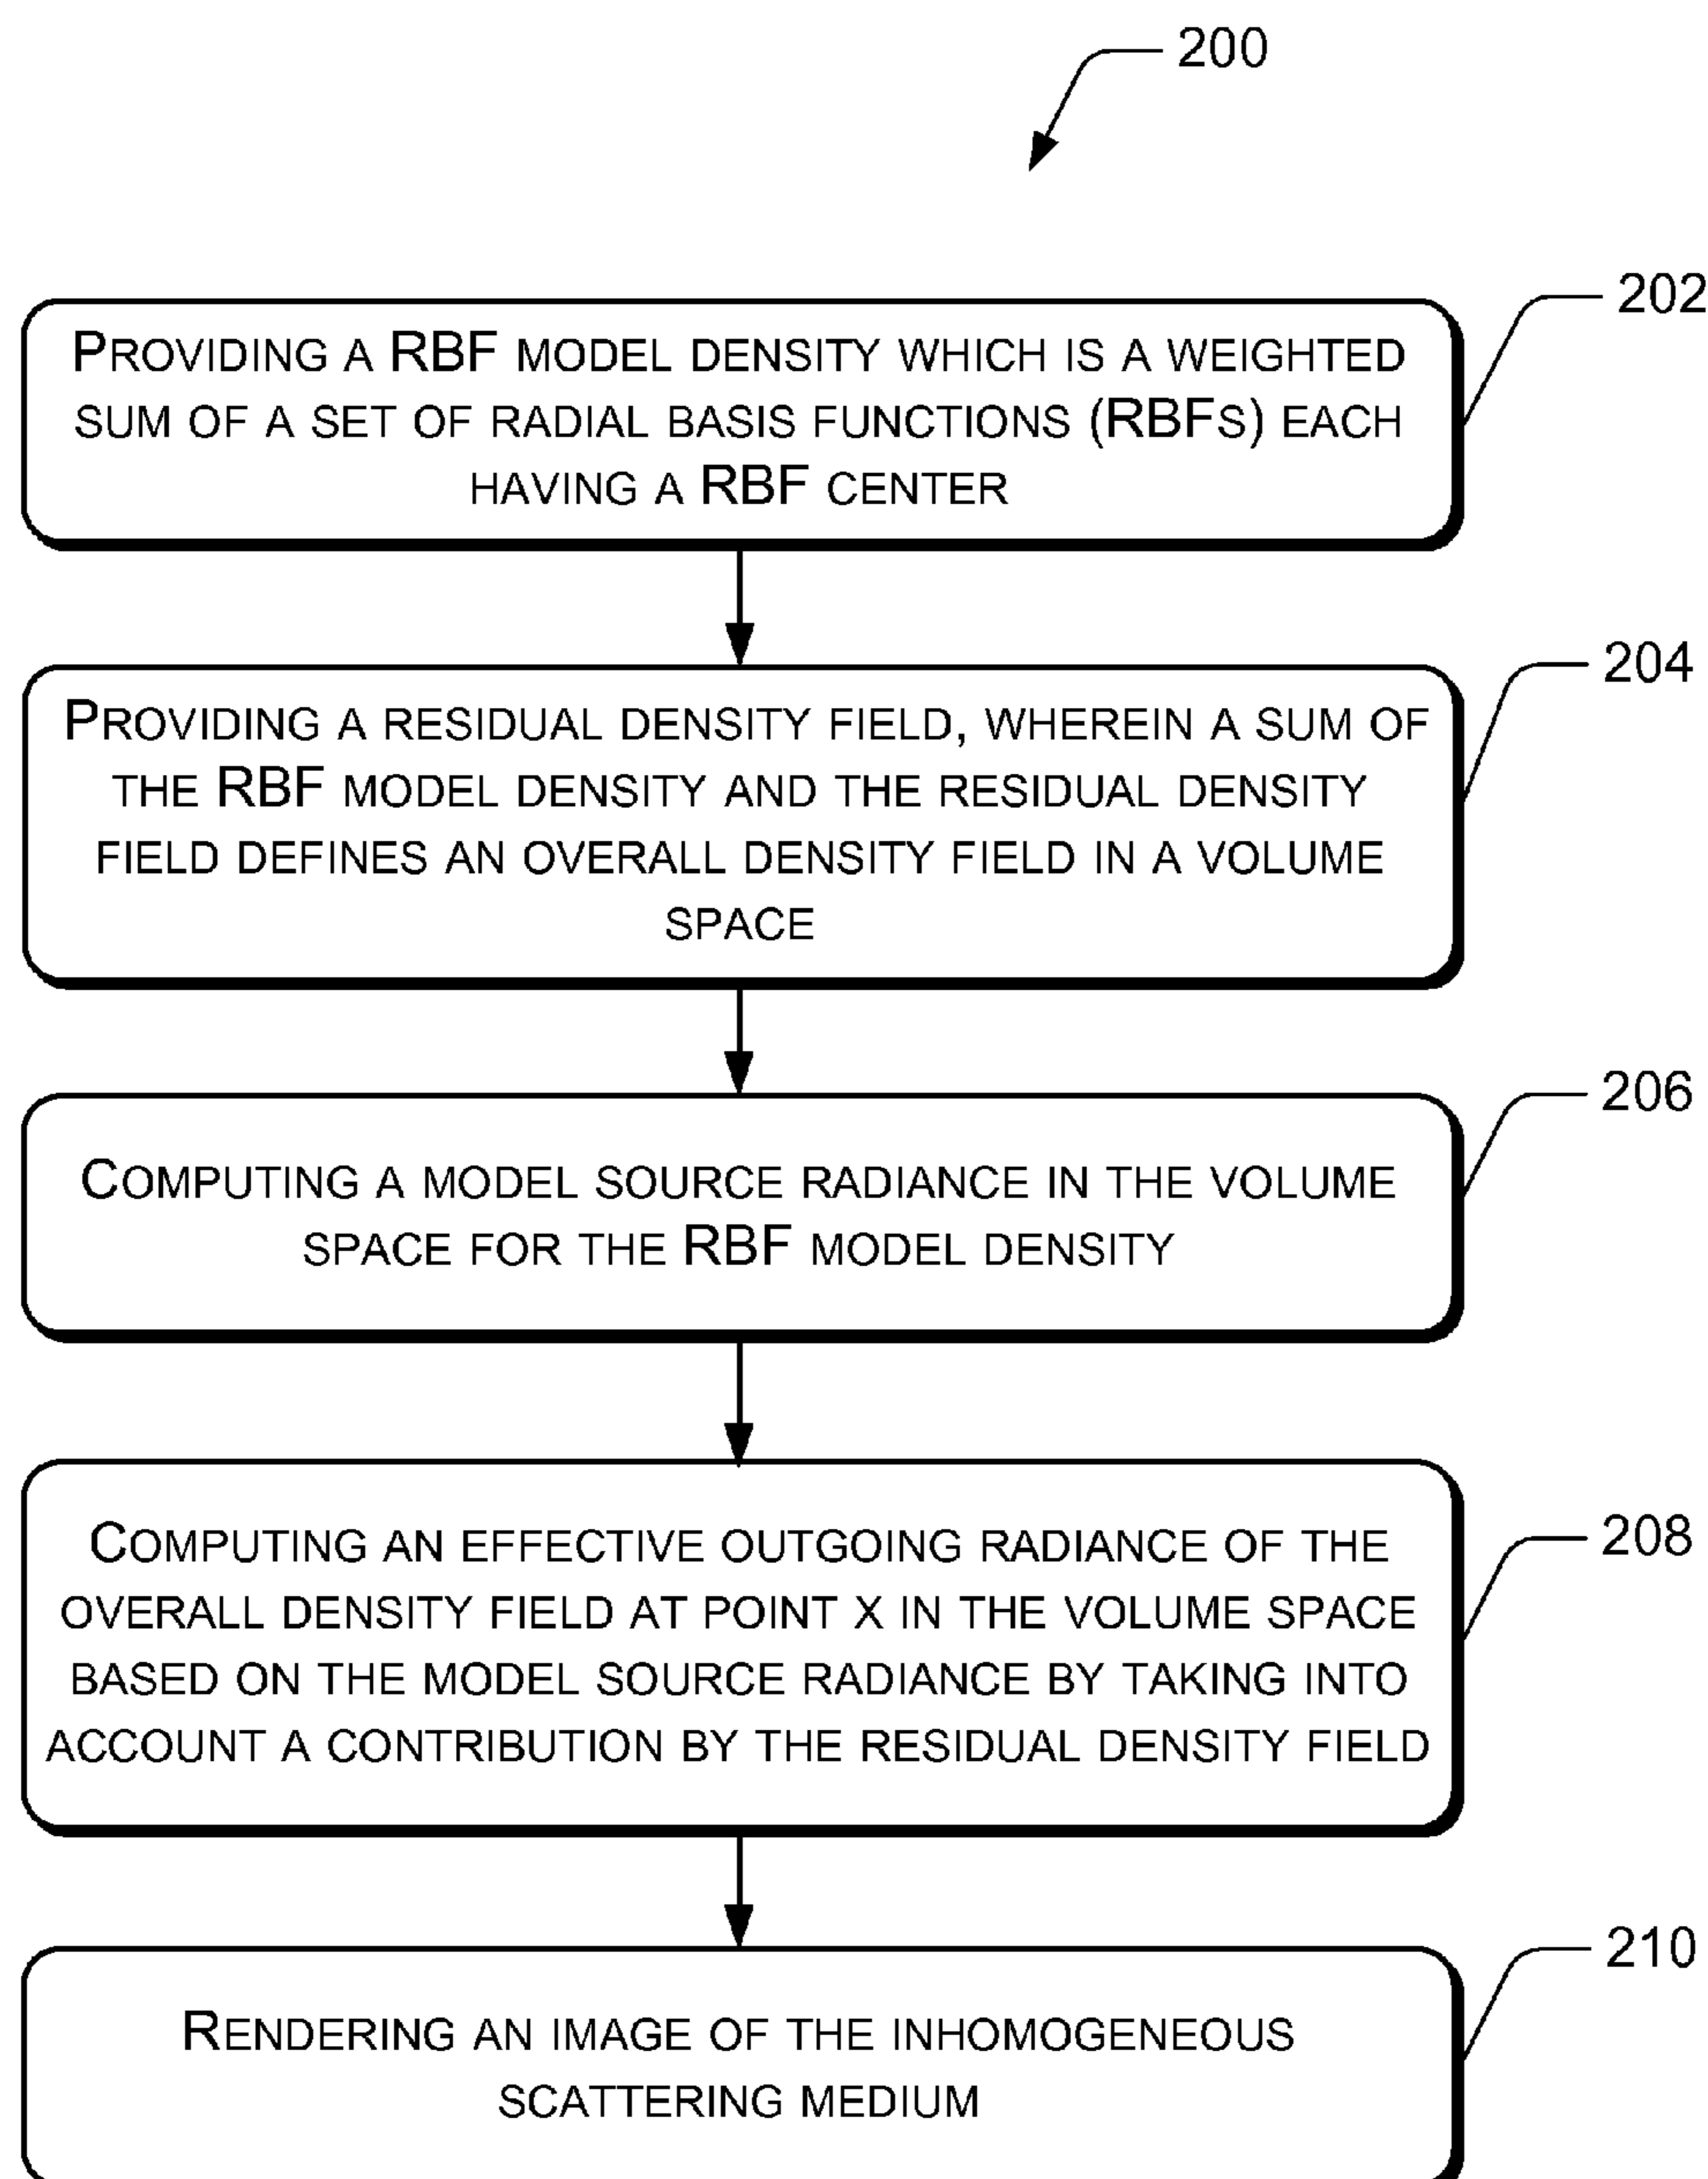 200
202
PROVIDING A RBF MODEL DENSITY WHICH IS A WEIGHTED
SUM OF A SET OF RADIAL BASIS FUNCTIONS (RBFS) EACH
HAVING A RBF CENTER
204
PROVIDING A RESIDUAL DENSITY FIELD, WHEREIN A SUM OF
THE RBF MODEL DENSITY AND THE RESIDUAL DENSITY
FIELD DEFINES AN OVERALL DENSITY FIELD IN A VOLUME
SPACE
206
COMPUTING A MODEL SOURCE RADIANCE IN THE VOLUME
SPACE FOR THE RBF MODEL DENSITY
208
COMPUTING AN EFFECTIVE OUTGOING RADIANCE OF THE
OVERALL DENSITY FIELD AT POINT X IN THE VOLUME SPACE
BASED ON THE MODEL SOURCE RADIANCE BY TAKING INTO
ACCOUNT A CONTRIBUTION BY THE RESIDUAL DENSITY FIELD
210
RENDERING AN IMAGE OF THE INHOMOGENEOUS
SCATTERING MEDIUM